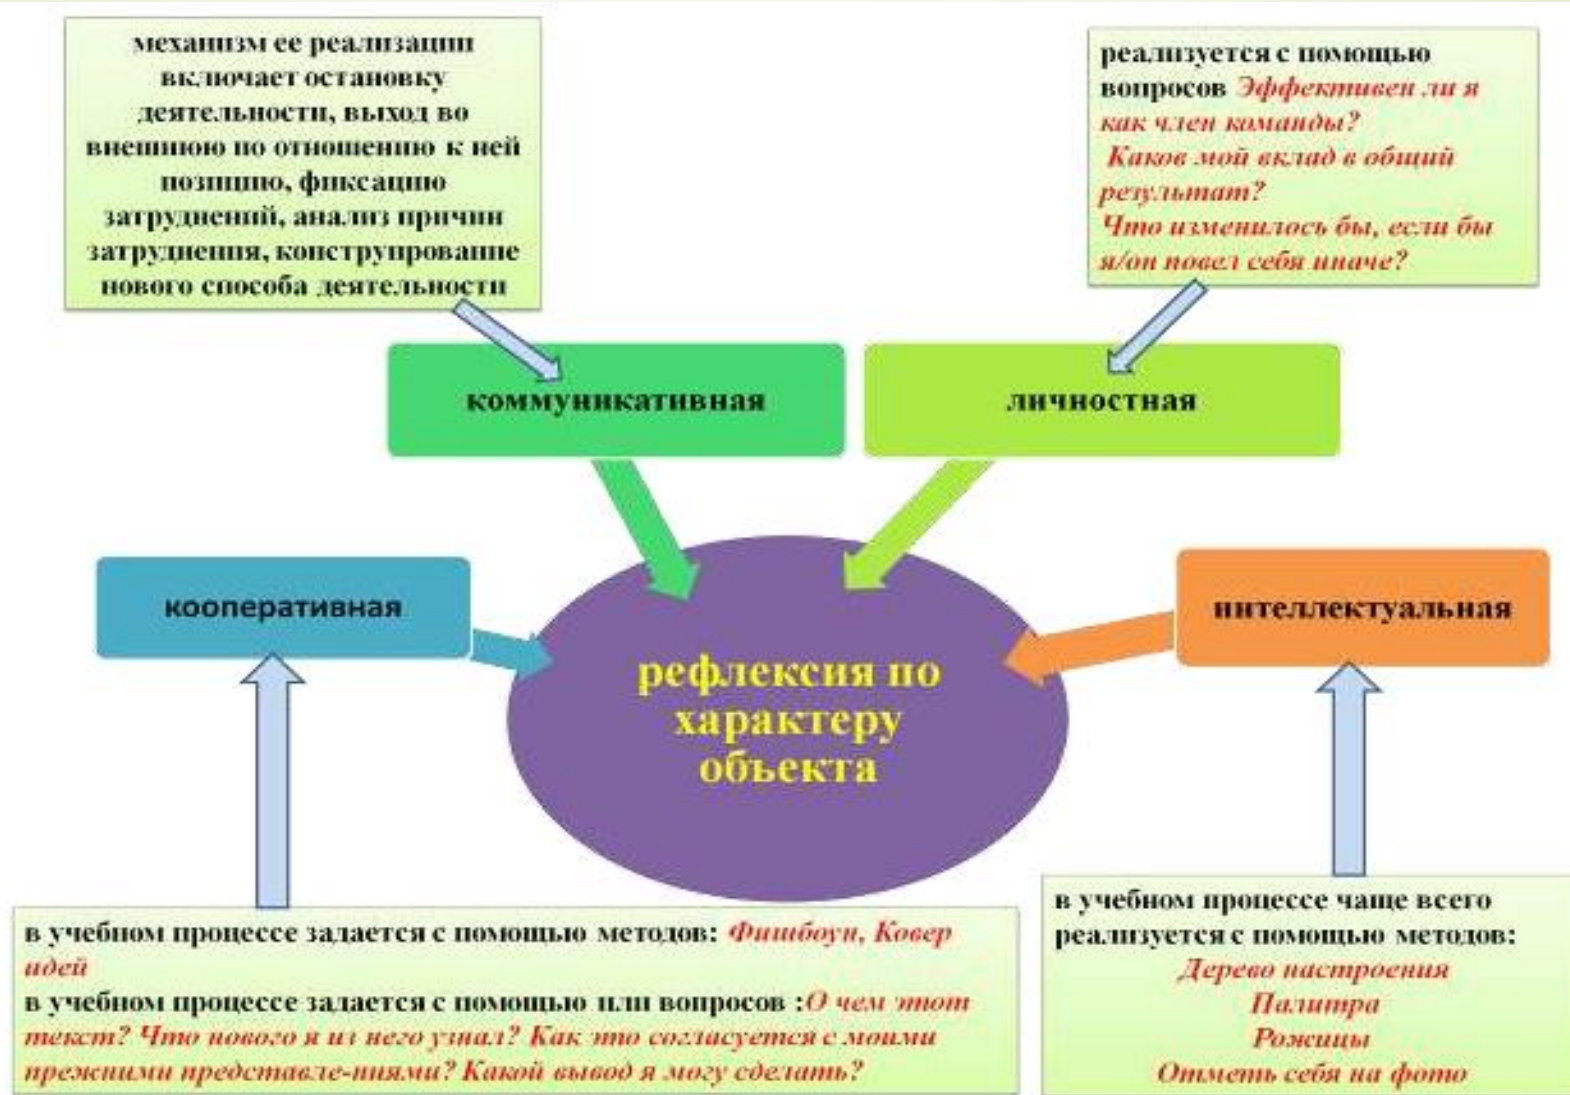 механизм ее реализации
включает остановку
деятельности, выход во
внешнюю по отношению к ней
позицию, фиксацию
затруднений, анализ причин
затруднения, конструирование
нового способа деятельности
реализуется с помощью
вопросов Эффективен ли я
как член команды?
Каков мой вклад в общий
результат?
Что изменилось бы, если бы
я/он повел себя иначе?
коммуникативная
личностная
кооперативная
интеллектуальная
рефлексия по
характеру
объекта
в учебном процессе задается с помощью методов: Фишбоун, Ковер
идей
в учебном процессе задается с помощью или вопросов :О чем этот
текст? Что нового я из него узнал? Как это согласуется с моими
прежними представле-ниями? Какой вывод я могу сделать?
в учебном процессе чаще всего
реализуется с помощью методов:
Дерево настроения
Палитра
Рожицы
Отметь себя на фото